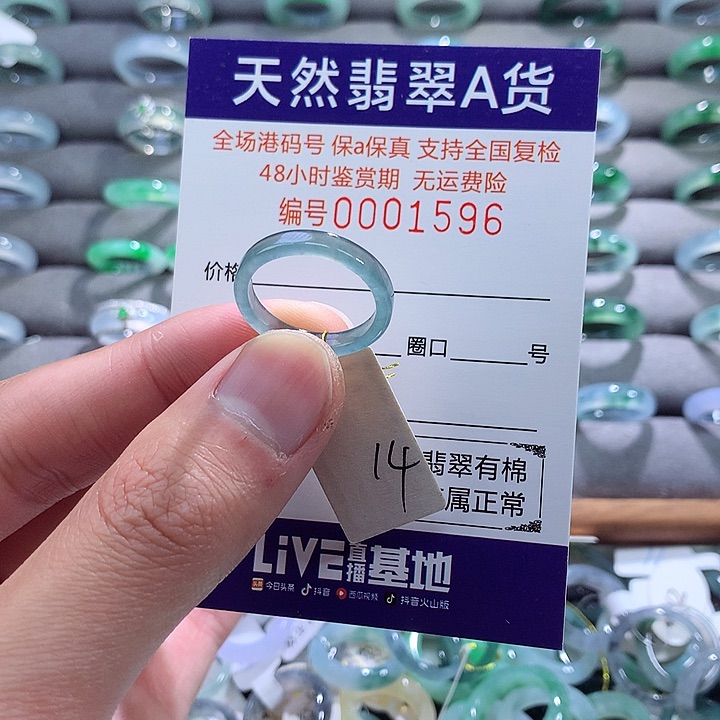 天然翡翠A货
全场港码号 保a保真 支持全国复检
48小时鉴赏期 无运费险
编号0001596
价格
圈口 号
14
翡翠有棉
属正常
LIVE直播基地
头条 今日头条 抖音 西瓜视频 抖音火山版